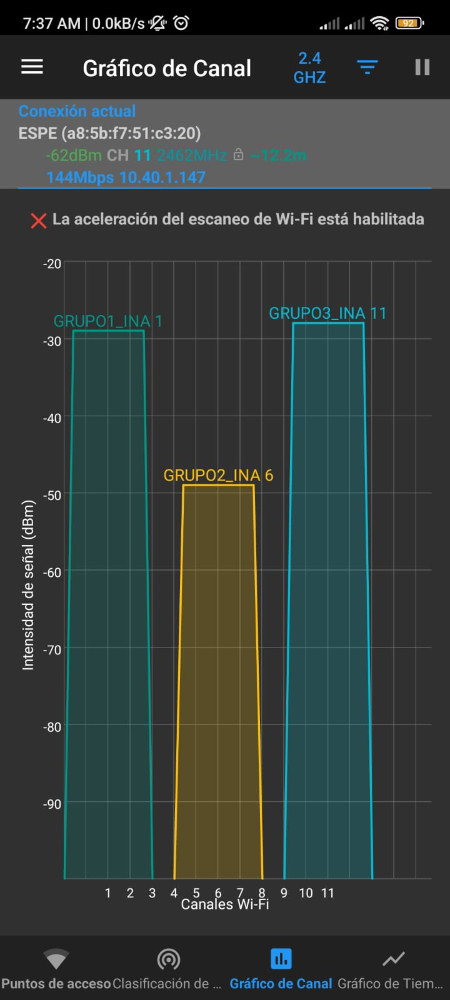 7:37 AM | 0.0kB/s 92
Gráfico de Canal
2.4
GHZ
Conexión actual
ESPE (a8:5b:f7:51:c3:20)
-62dBm CH 11 2462MHz ~12.2m
144Mbps 10.40.1.147
La aceleración del escaneo de Wi-Fi está habilitada
-20
GRUPO3_INA 11
GRUPO1_INA 1
-30
-40
GRUPO2_INA 6
-50
-60
-70
-80
-90
Intensidad de señal (dBm)
1 2 3 4 5 6 7 8 9 10 11
Canales Wi-Fi
Puntos de acceso Clasificación de ... Gráfico de Canal Gráfico de Tiem...